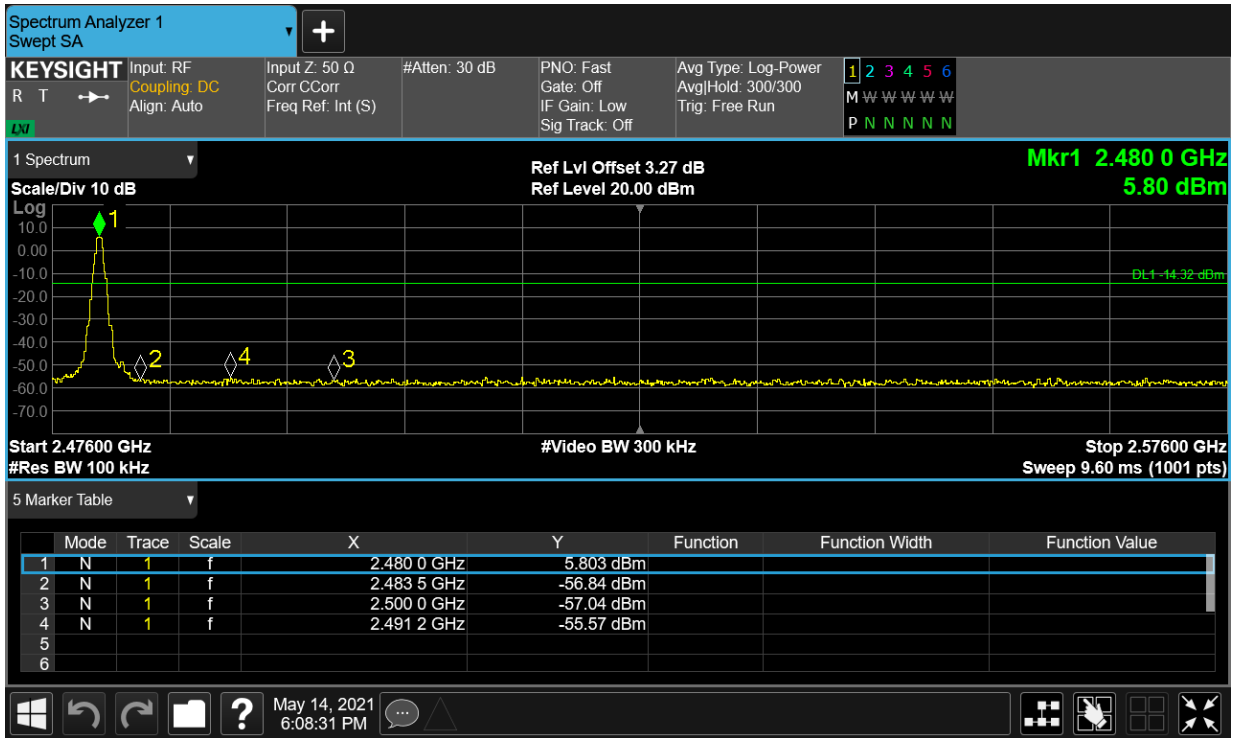 Spectrum Analyzer 1
Swept SA
KEYSIGHT
R T
LXI
Input: RF
Coupling: DC
Align: Auto
Input Z: 50 Ω
Corr CCorr
Freq Ref: Int (S)
#Atten: 30 dB
PNO: Fast
Gate: Off
IF Gain: Low
Sig Track: Off
Avg Type: Log-Power
Avg|Hold: 300/300
Trig: Free Run
1 2 3 4 5 6
M W W W W W
P N N N N N
1 Spectrum
Scale/Div 10 dB
Ref Lvl Offset 3.27 dB
Ref Level 20.00 dBm
Mkr1 2.480 0 GHz
5.80 dBm
Log
10.0
0.00
-10.0
-20.0
-30.0
-40.0
-50.0
-60.0
-70.0
1
2
4
3
DL1 -14.32 dBm
Start 2.47600 GHz
#Video BW 300 kHz
Stop 2.57600 GHz
#Res BW 100 kHz
Sweep 9.60 ms (1001 pts)
5 Marker Table
Mode Trace Scale X Y Function Function Width Function Value
1 N 1 f 2.480 0 GHz 5.803 dBm
2 N 1 f 2.483 5 GHz -56.84 dBm
3 N 1 f 2.500 0 GHz -57.04 dBm
4 N 1 f 2.491 2 GHz -55.57 dBm
5
6
?
May 14, 2021
6:08:31 PM